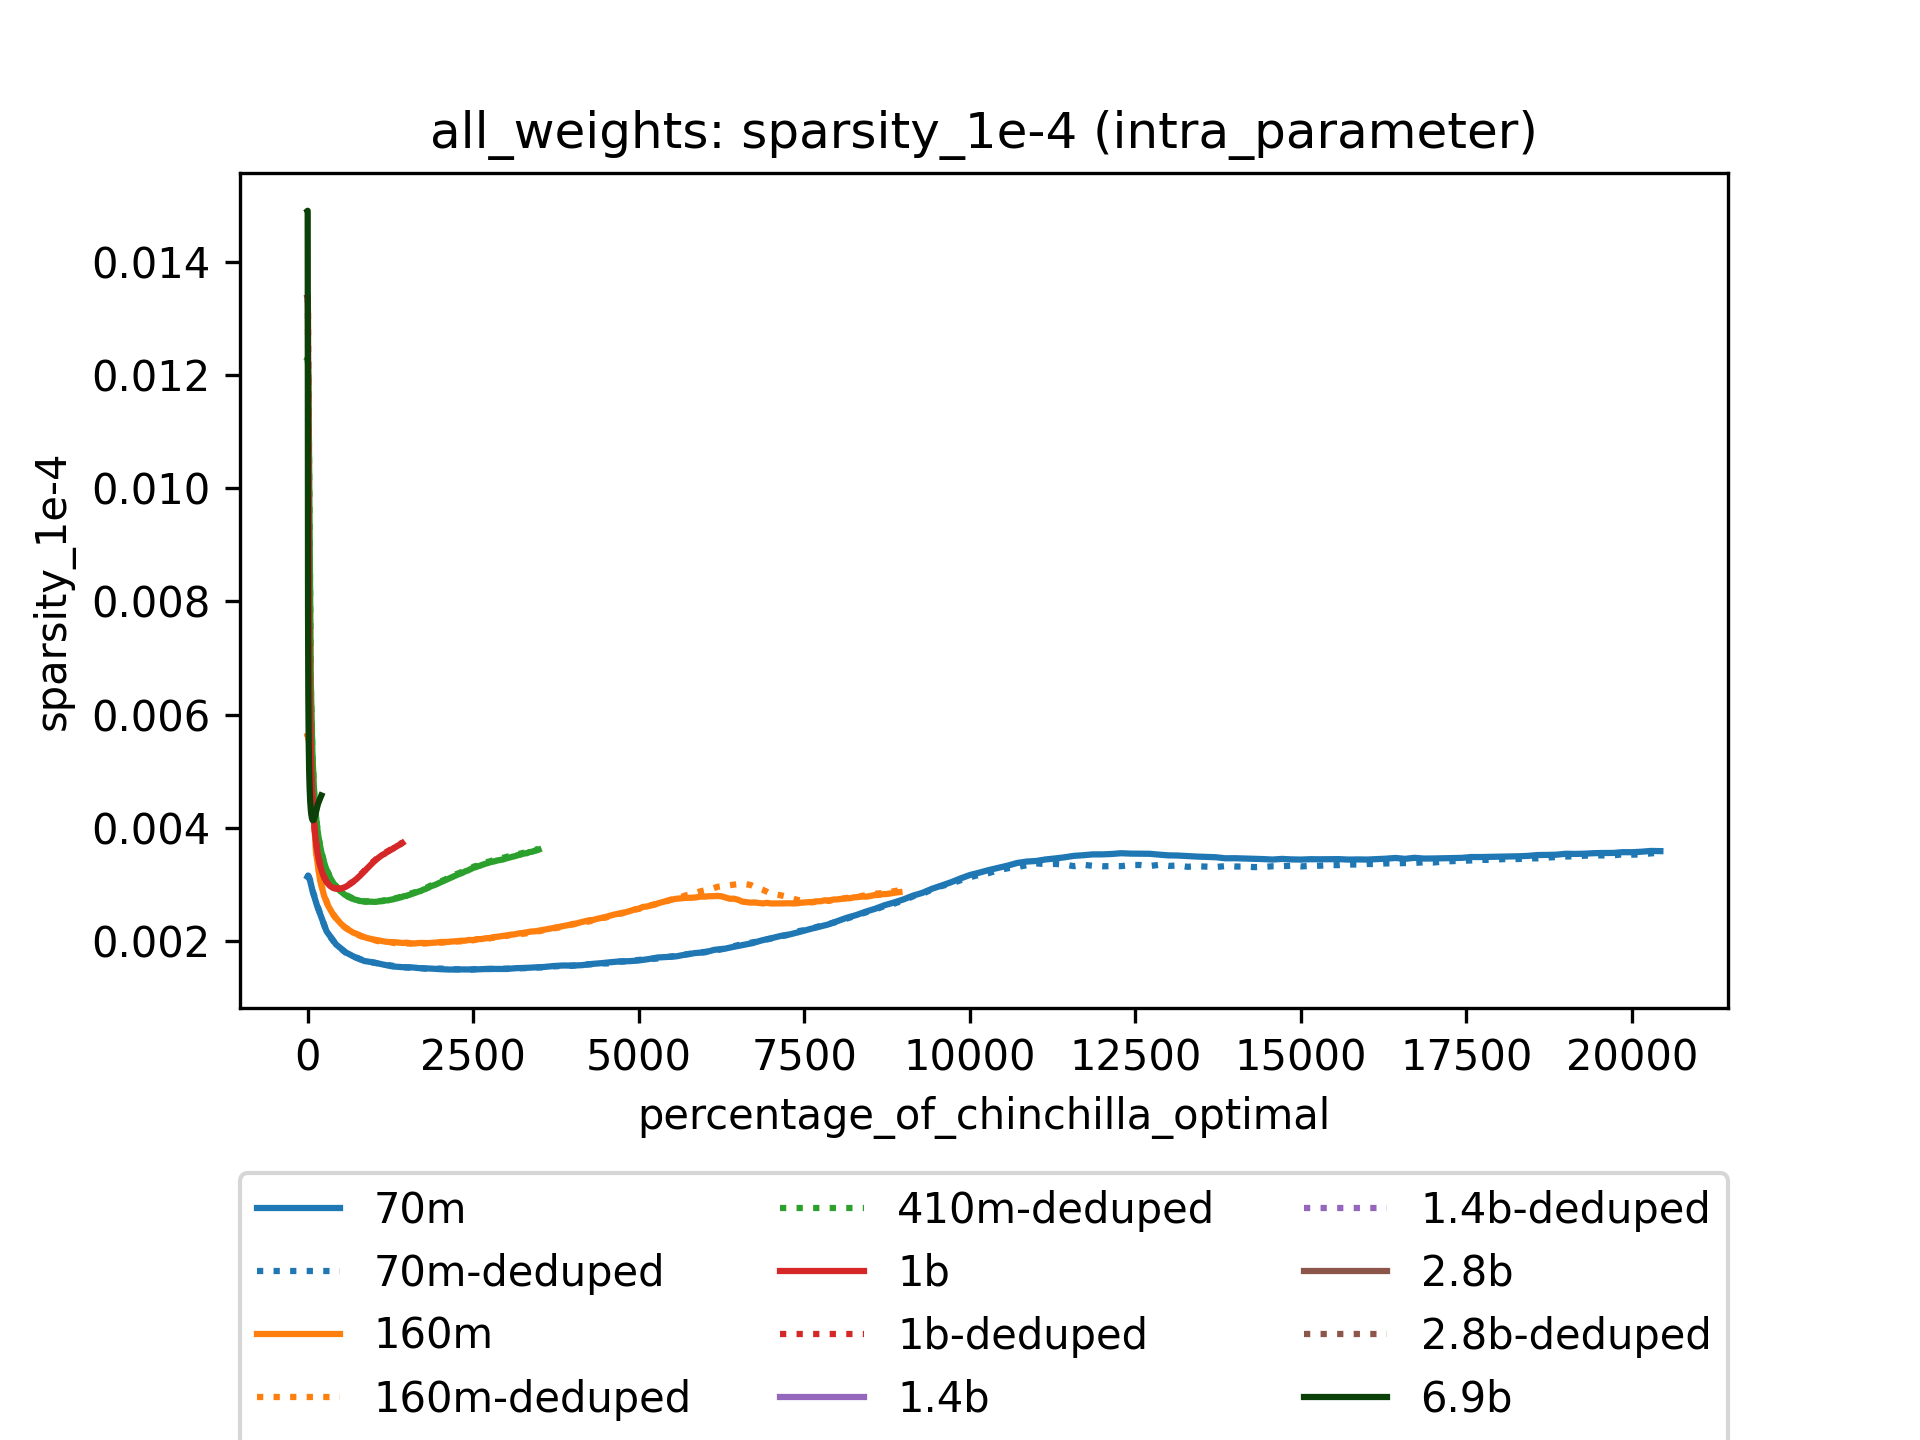 all_weights: sparsity_1e-4 (intra_parameter)
0.014
0.012
0.010
0.008
0.006
0.004
0.002
sparsity_1e-4
0 2500 5000 7500 10000 12500 15000 17500 20000
percentage_of_chinchilla_optimal
70m
70m-deduped
160m
160m-deduped
410m-deduped
1b
1b-deduped
1.4b
1.4b-deduped
2.8b
2.8b-deduped
6.9b